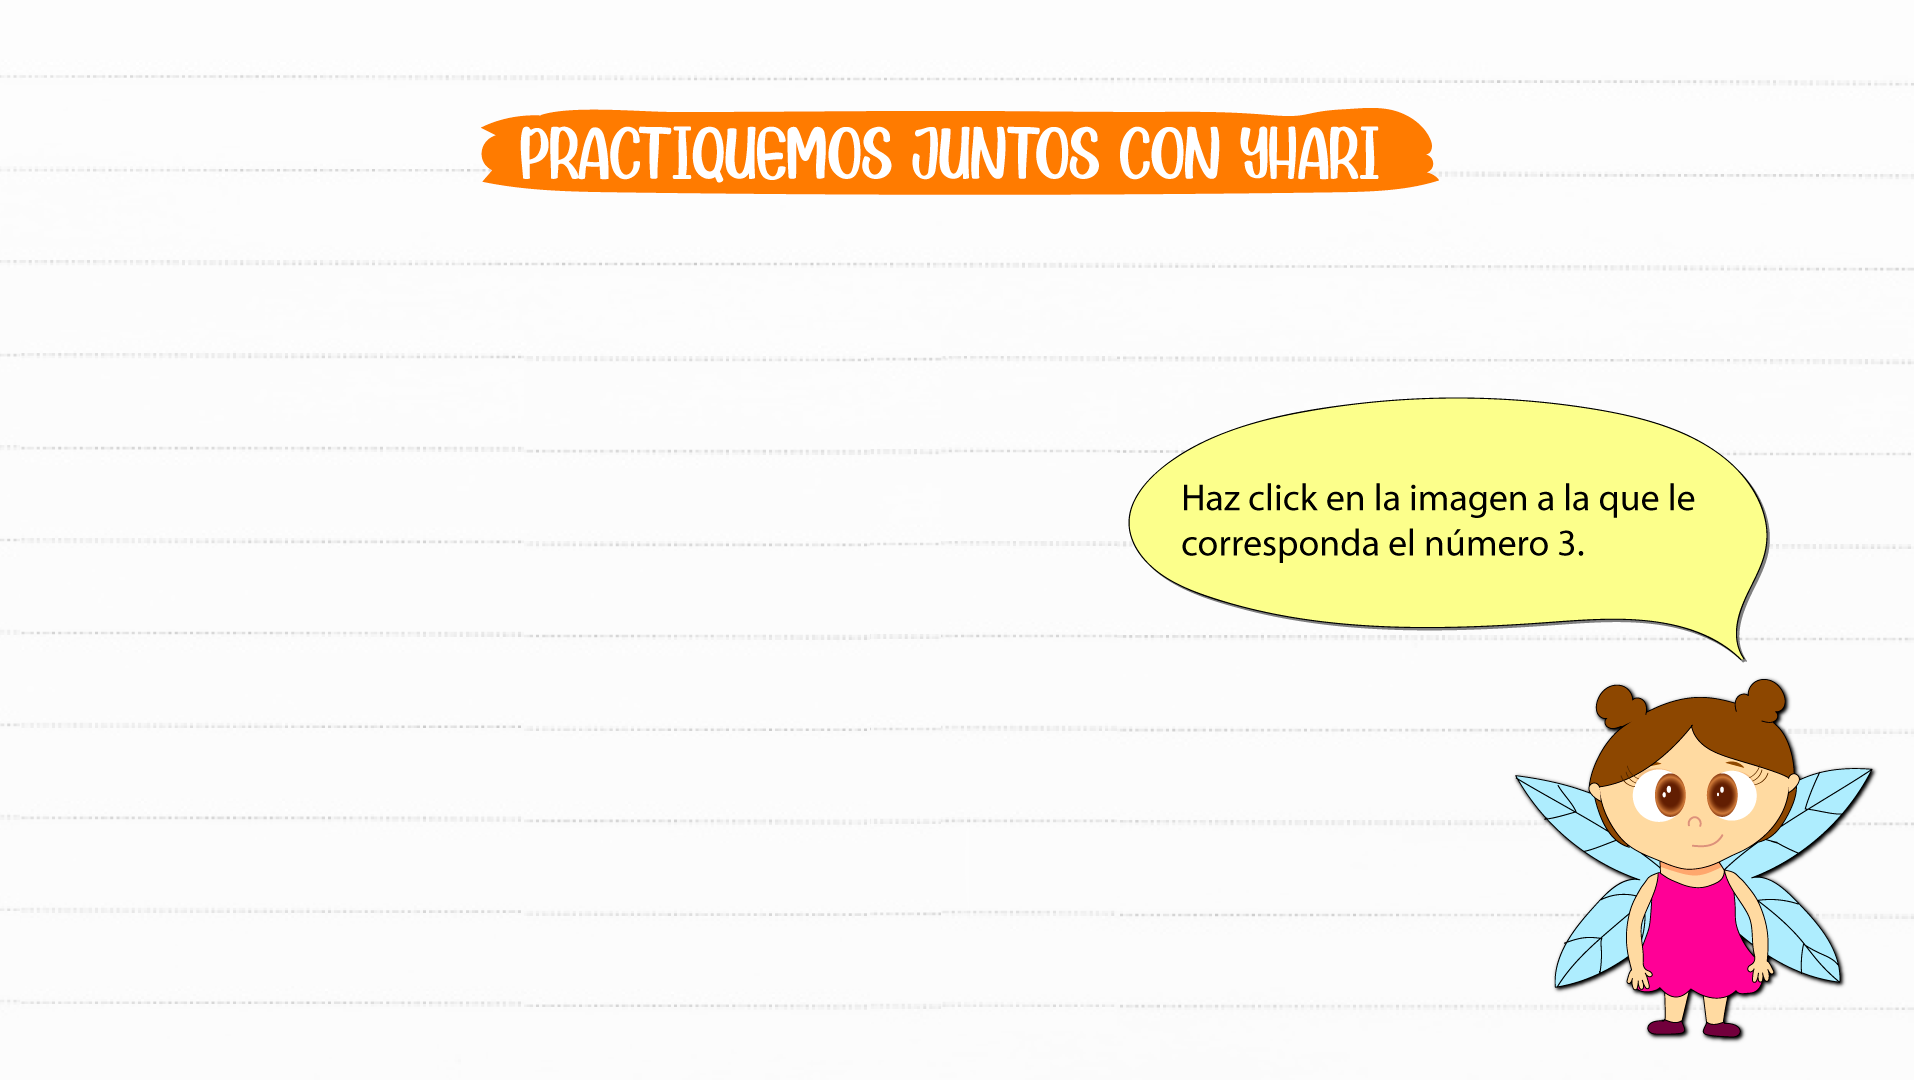 PRACTIQUEMOS JUNTOS CON YHARI
Haz click en la imagen a la que le
corresponda el número 3.